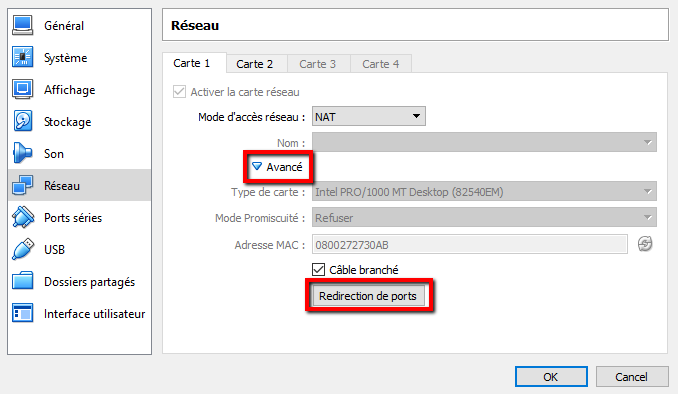 Général
Système
Affichage
Stockage
Son
Réseau
Ports séries
USB
Dossiers partagés
Interface utilisateur
Réseau
Carte 1 Carte 2 Carte 3 Carte 4
Activer la carte réseau
Mode d'accès réseau : NAT
Nom :
Avancé
Type de carte : Intel PRO/1000 MT Desktop (82540EM)
Mode Promiscuité : Refuser
Adresse MAC : 0800272730AB
Câble branché
Redirection de ports
OK Cancel